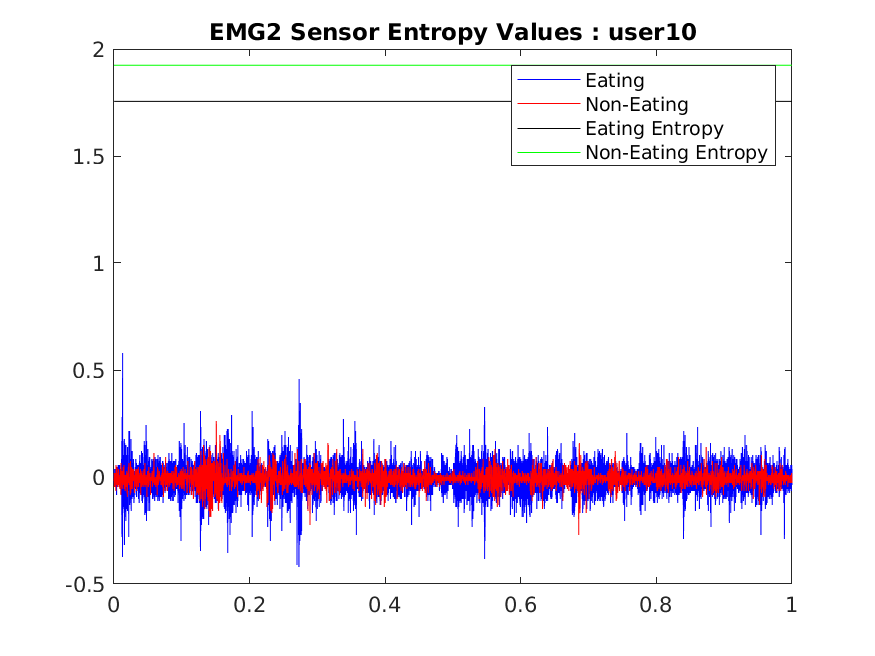 EMG2 Sensor Entropy Values : user10
2
Eating
Non-Eating
Eating Entropy
Non-Eating Entropy
1.5
1
0.5
0
-0.5
0 0.2 0.4 0.6 0.8 1